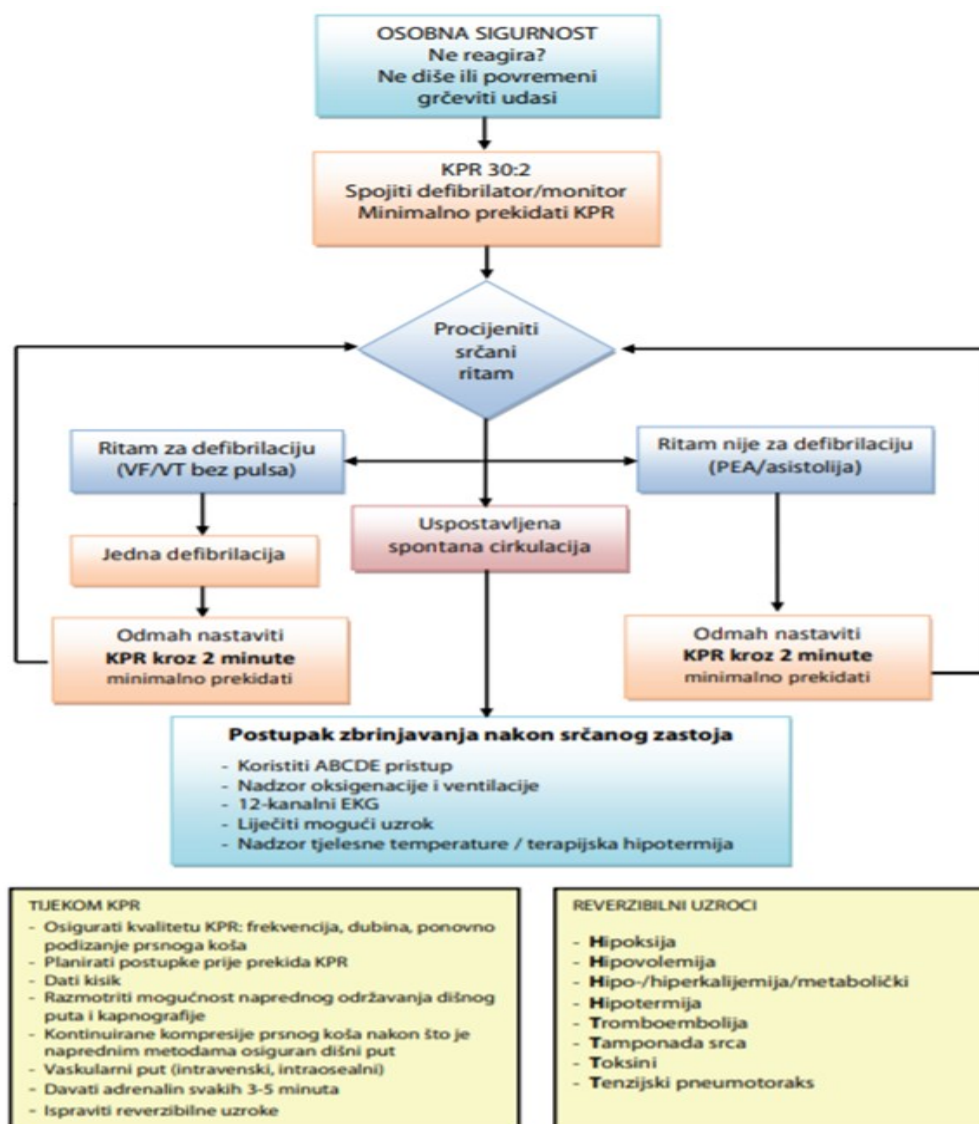 OSOBNA SIGURNOST
Ne reagira?
Ne diše ili povremeni
grčeviti udasi
KPR 30:2
Spojiti defibrilator/monitor
Minimalno prekidati KPR
Procijeniti
srčani
ritam
Ritam za defibrilaciju
(VF/VT bez pulsa)
Ritam nije za defibrilaciju
(PEA/asistolija)
Uspostavljena
spontana cirkulacija
Jedna defibrilacija
Odmah nastaviti
KPR kroz 2 minute
minimalno prekidati
Odmah nastaviti
KPR kroz 2 minute
minimalno prekidati
Postupak zbrinjavanja nakon srčanog zastoja
- Koristiti ABCDE pristup
- Nadzor oksigenacije i ventilacije
- 12-kanalni EKG
- Liječiti mogući uzrok
- Nadzor tjelesne temperature / terapijska hipotermija
TIJEKOM KPR
- Osigurati kvalitetu KPR: frekvencija, dubina, ponovno
podizanje prsnoga koša
- Planirati postupke prije prekida KPR
- Dati kisik
- Razmotriti mogućnost naprednog održavanja dišnog
puta i kapnografije
- Kontinuirane kompresije prsnog koša nakon što je
naprednim metodama osiguran dišni put
- Vaskularni put (intravenski, intraosealni)
- Davati adrenalin svakih 3-5 minuta
- Ispraviti reverzibilne uzroke
REVERZIBILNI UZROCI
- Hipoksija
- Hipovolemija
- Hipo-/hiperkalijemija/metabolički
- Hipotermija
- Tromboembolija
- Tamponada srca
- Toksini
- Tenzijski pneumotoraks